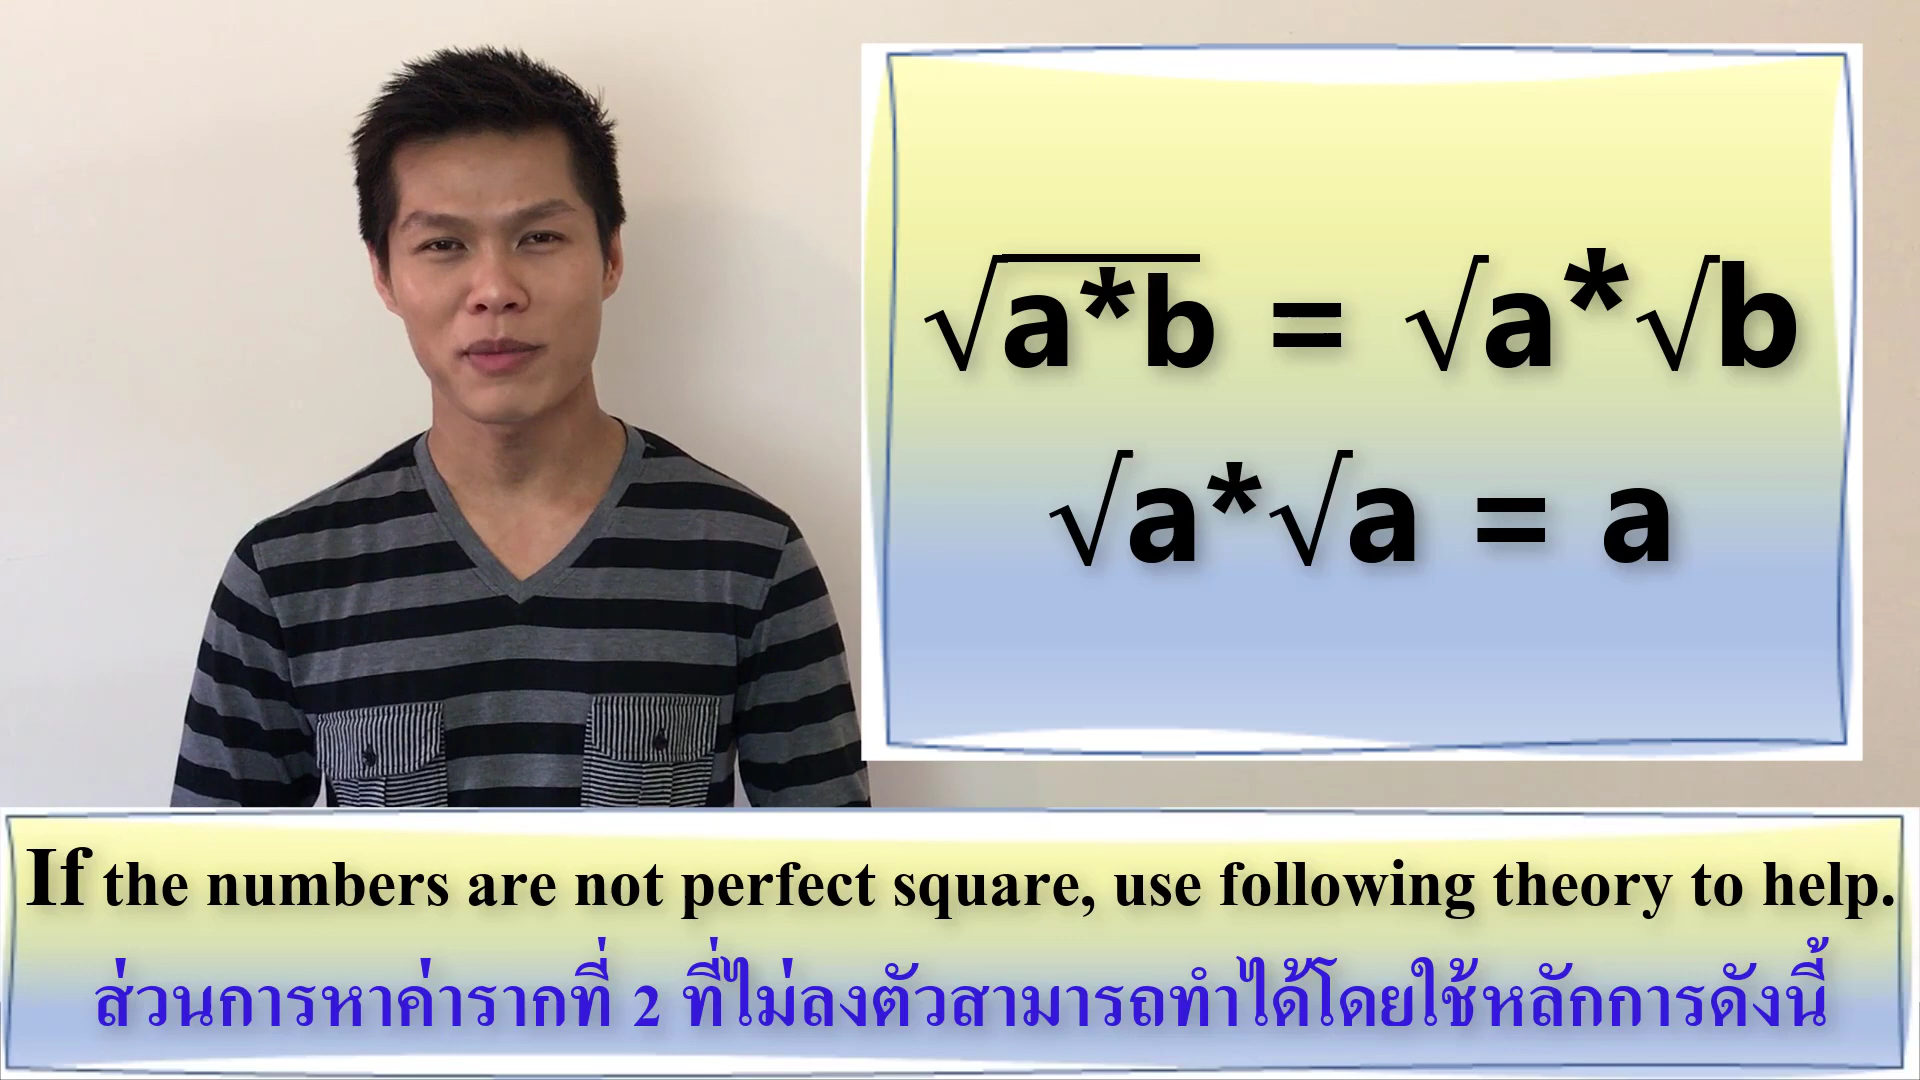 √a*b = √a*√b
√a*√a = a
If the numbers are not perfect square, use following theory to help.
ส่วนการหาค่ารากที่ 2 ที่ไม่ลงตัวสามารถทำได้โดยใช้หลักการดังนี้